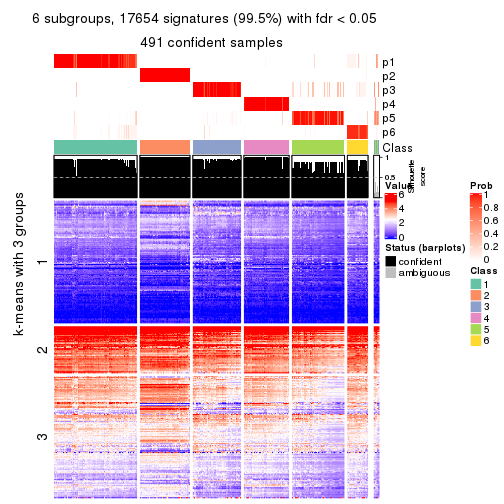 6 subgroups, 17654 signatures (99.5%) with fdr < 0.05
491 confident samples
p1
p2
p3
p4
p5
p6
Class
1
0.5
Silhouette
score
k-means with 3 groups
1
2
3
Value
6
4
2
0
Status (barplots)
confident
ambiguous
Prob
1
0.8
0.6
0.4
0.2
0
Class
1
2
3
4
5
6